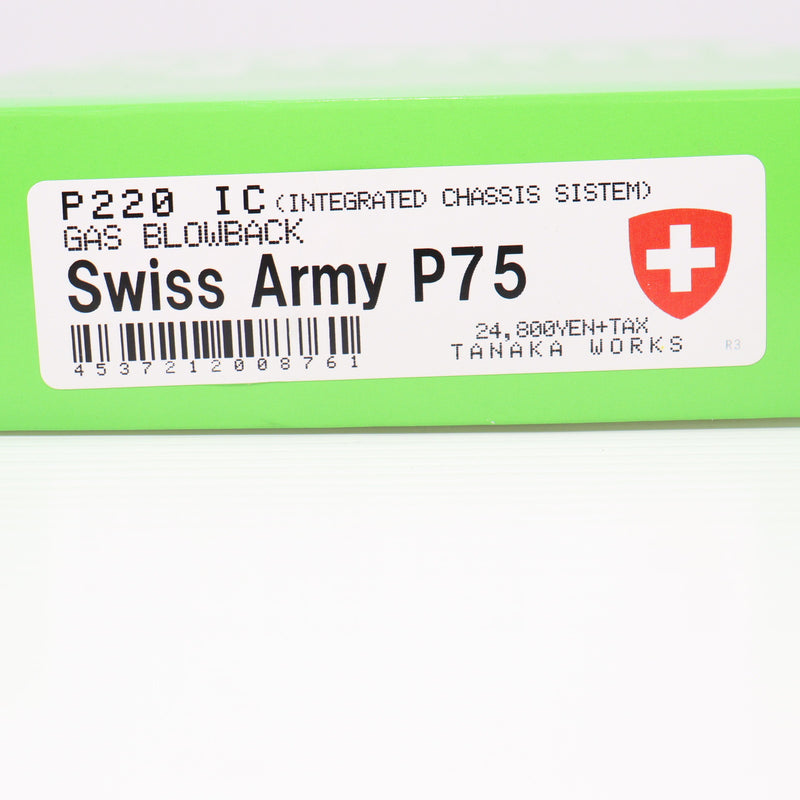 P220 IC (INTEGRATED CHASSIS SISTEM)
GAS BLOWBACK
Swiss Army P75
24,800YEN+TAX
4537212008761
TANAKA WORKS
R3